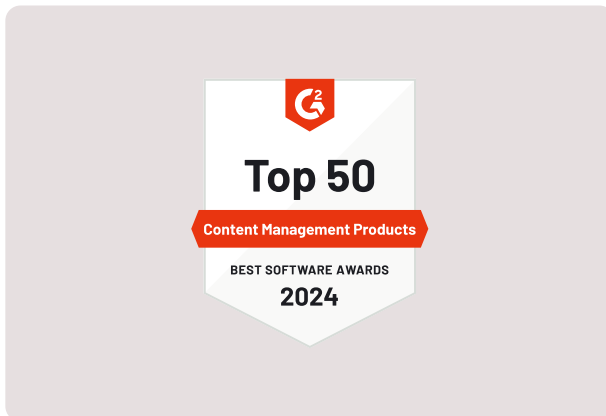 G2
Top 50
Content Management Products
BEST SOFTWARE AWARDS
2024